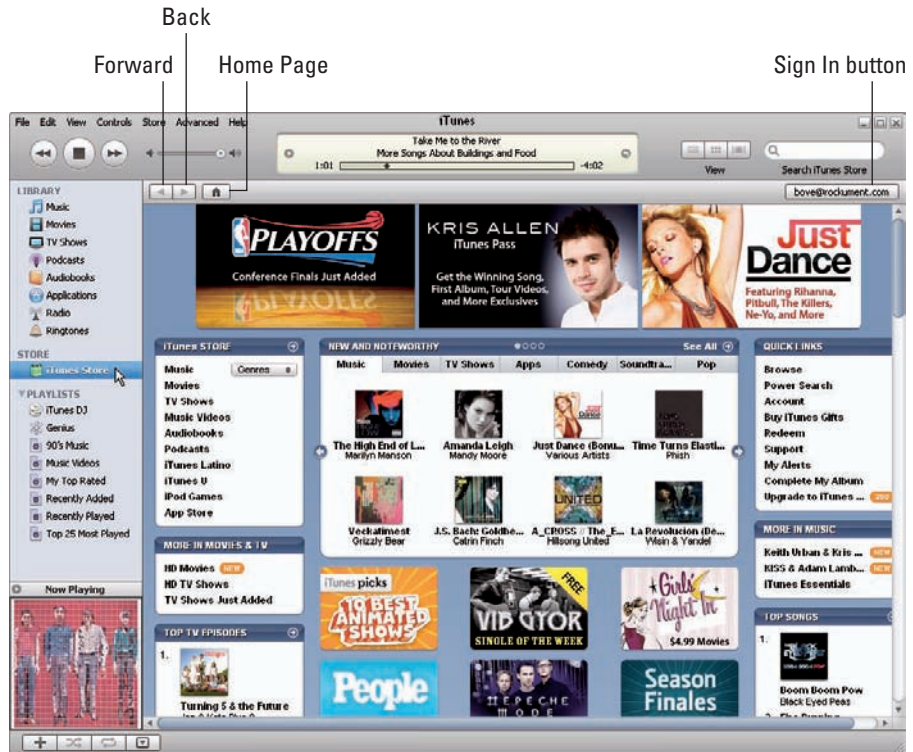 Back
Forward
Home Page
Sign In button
File Edit View Controls Store Advanced Help
iTunes
Take Me to the River
More Songs About Buildings and Food
1:01
-4:02
View
Search iTunes Store
bove@rockument.com
LIBRARY
Music
Movies
TV Shows
Podcasts
Audiobooks
Applications
Radio
Ringtones
STORE
iTunes Store
PLAYLISTS
iTunes DJ
Genius
90's Music
Music Videos
My Top Rated
Recently Added
Recently Played
Top 25 Most Played
Now Playing
PLAYOFFS
Conference Finals Just Added
KRIS ALLEN
iTunes Pass
Get the Winning Song,
First Album, Tour Videos,
and More Exclusives
Just
Dance
Featuring Rihanna,
Pitbull, The Killers,
Ne-Yo, and More
iTunes STORE
Music
Genres
Movies
TV Shows
Music Videos
Audiobooks
Podcasts
iTunes Latino
iTunes U
iPod Games
App Store
MORE IN MOVIES & TV
HD Movies NEW
HD TV Shows
TV Shows Just Added
TOP TV EPISODES
1.
Turning 5 & the Future
NEW AND NOTEWORTHY
See All
Music Movies TV Shows Apps Comedy Soundtra... Pop
The High End of L...
Marilyn Manson
Amanda Leigh
Mandy Moore
Just Dance (Bonu...
Various Artists
Time Turns Elasti...
Phish
Veckatimest
Grizzly Bear
J.S. Bach: Goldbe...
Catrin Finch
UNITED
A_CROSS // The_E...
Hillsong United
La Revolucion (De...
Wisin & Yandel
iTunes picks
10 BEST
ANIMATED
SHOWS
FREE
SINGLE OF THE WEEK
Girls'
Night In
$4.99 Movies
People
DEPECHE
MODE
Season
Finales
QUICK LINKS
Browse
Power Search
Account
Buy iTunes Gifts
Redeem
Support
My Alerts
Complete My Album
Upgrade to iTunes ...
MORE IN MUSIC
Keith Urban & Kris ... NEW
KISS & Adam Lamb... NEW
iTunes Essentials
TOP SONGS
1.
Boom Boom Pow
Black Eyed Peas